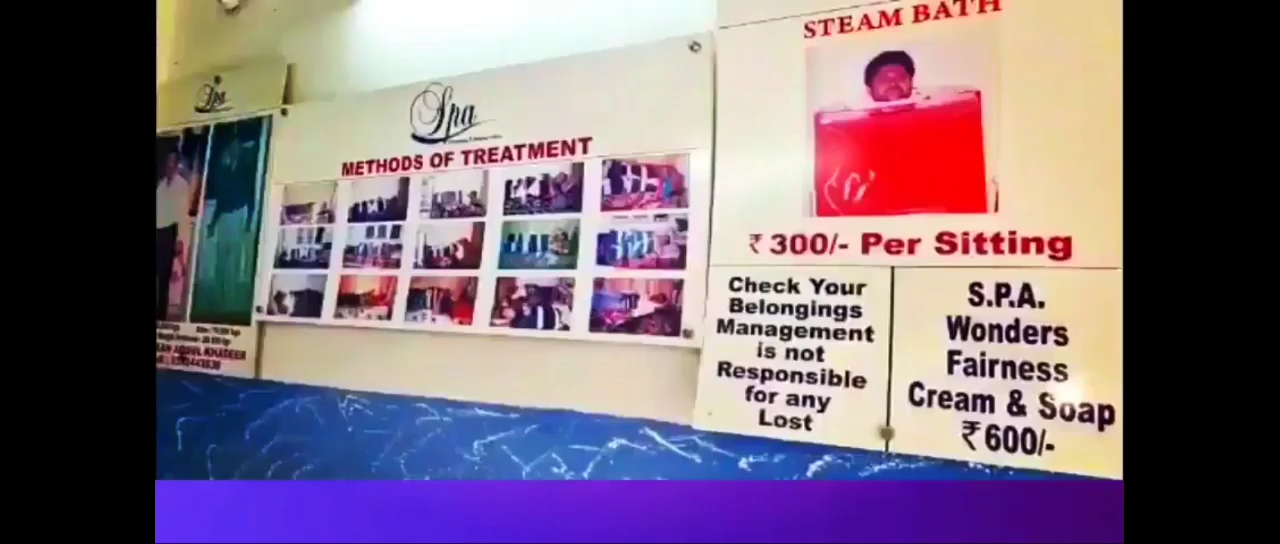 Spa
Spa
METHODS OF TREATMENT
STEAM BATH
₹ 300/- Per Sitting
Check Your
Belongings
Management
is not
Responsible
for any
Lost
S.P.A.
Wonders
Fairness
Cream & Soap
₹ 600/-